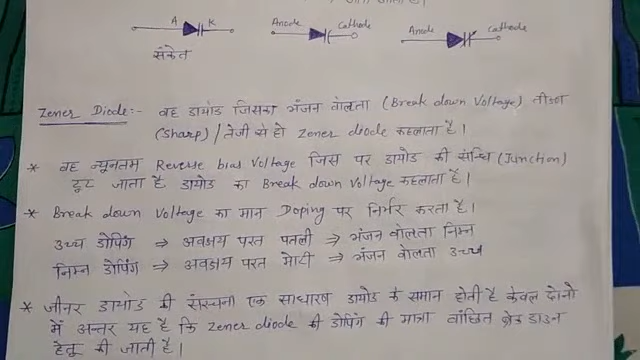 A K Anode Cathode Anode Cathode
संकेत
Zener Diode:- वह डायोड जिसका भंजन वोल्टता (Break down Voltage) तीक्ष्ण
(Sharp) / तेजी से हो Zener diode कहलाता है।
* वह न्यूनतम Reverse bias Voltage जिस पर डायोड की संन्धि (Junction)
टूट जाता है डायोड का Break down Voltage कहलाता है।
* Break down Voltage का मान Doping पर निर्भर करता है।
उच्च डोपिंग ⇒ अवक्षय परत पतली ⇒ भंजन वोल्टता निम्न
निम्न डोपिंग ⇒ अवक्षय परत मोटी ⇒ भंजन वोल्टता उच्च
* जीनर डायोड की संरचना एक साधारण डायोड के समान होती है केवल दोनो
में अन्तर यह है कि Zener diode की डोपिंग की मात्रा वांछित ब्रेक डाउन
हेतू की जाती है।